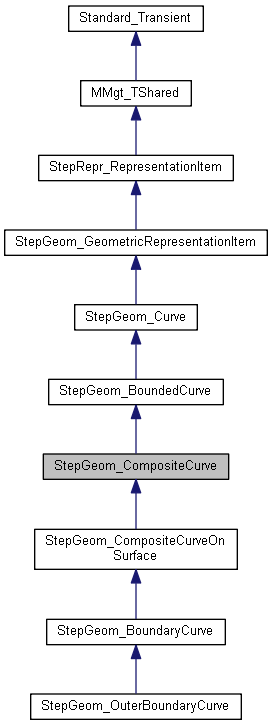 Standard_Transient
MMgt_TShared
StepRepr_RepresentationItem
StepGeom_GeometricRepresentationItem
StepGeom_Curve
StepGeom_BoundedCurve
StepGeom_CompositeCurve
StepGeom_CompositeCurveOn
Surface
StepGeom_BoundaryCurve
StepGeom_OuterBoundaryCurve